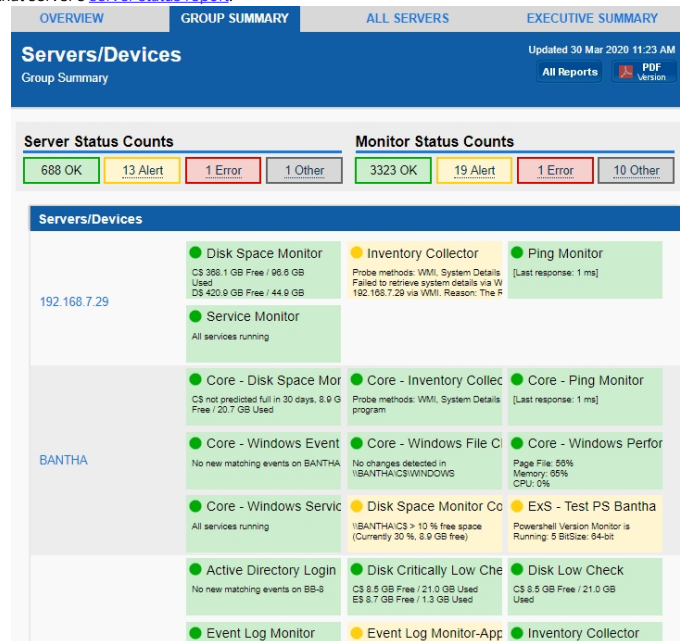 that server's server status report.
OVERVIEW
GROUP SUMMARY
ALL SERVERS
EXECUTIVE SUMMARY
Servers/Devices
Group Summary
Updated 30 Mar 2020 11:23 AM
All Reports
PDF
Version
Server Status Counts
688 OK
13 Alert
1 Error
1 Other
Monitor Status Counts
3323 OK
19 Alert
1 Error
10 Other
Servers/Devices
192.168.7.29
Disk Space Monitor
C$ 368.1 GB Free / 96.6 GB
Used
D$ 420.9 GB Free / 44.9 GB
Inventory Collector
Probe methods: WMI, System Details
Failed to retrieve system details via W
192.168.7.29 via WMI. Reason: The R
Ping Monitor
[Last response: 1 ms]
Service Monitor
All services running
BANTHA
Core - Disk Space Mor
C$ not predicted full in 30 days, 8.9 G
Free / 20.7 GB Used
Core - Inventory Collec
Probe methods: WMI, System Details
program
Core - Ping Monitor
[Last response: 1 ms]
Core - Windows Event
No new matching events on BANTHA
Core - Windows File C
No changes detected in
\\BANTHA\C$\WINDOWS
Core - Windows Perfor
Page File: 56%
Memory: 65%
CPU: 0%
Core - Windows Servic
All services running
Disk Space Monitor Co
\\BANTHA\C$ > 10 % free space
(Currently 30 %, 8.9 GB free)
ExS - Test PS Bantha
Powershell Version Monitor is
Running: 5 BitSize: 64-bit
Active Directory Login
No new matching events on BB-8
Disk Critically Low Che
C$ 8.5 GB Free / 21.0 GB Used
E$ 8.7 GB Free / 1.3 GB Used
Disk Low Check
C$ 8.5 GB Free / 21.0 GB
Used
Event Log Monitor
Event Log Monitor-App
Inventory Collector